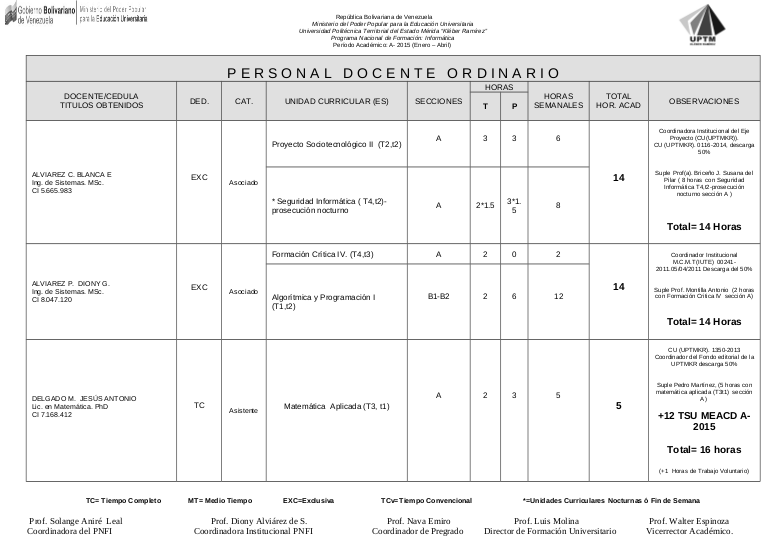 Gobierno Bolivariano
de Venezuela
Ministerio del Poder Popular
para la Educación Universitaria
República Bolivariana de Venezuela
Ministerio del Poder Popular para la Educación Universitaria
Universidad Politécnica Territorial del Estado Mérida "Kléber Ramírez"
Programa Nacional de Formación: Informática
Período Académico: A- 2015 (Enero – Abril)
UPTM
PERSONAL DOCENTE ORDINARIO
DOCENTE/CEDULA
TITULOS OBTENIDOS
DED.
CAT.
UNIDAD CURRICULAR (ES)
SECCIONES
HORAS
T
P
HORAS
SEMANALES
TOTAL
HOR. ACAD
OBSERVACIONES
ALVIAREZ C. BLANCA E
Ing. de Sistemas. MSc.
CI 5.665.983
EXC
Asociado
Proyecto Sociotecnológico II (T2,t2)
A
3
3
6
* Seguridad Informática ( T4,t2)-
prosecución nocturno
A
2*1.5
3*1.
5
8
14
Coordinadora Institucional del Eje
Proyecto (CU(UPTMKR)).
CU (UPTMKR). 0116-2014, descarga
50%
Suple Prof(a). Briceño J. Susana del
Pilar ( 8 horas con Seguridad
Informática T4,t2-prosecución
nocturno sección A )
Total= 14 Horas
ALVIAREZ P. DIONY G.
Ing. de Sistemas. MSc.
CI 8.047.120
EXC
Asociado
Formación Critica IV. (T4,t3)
A
2
0
2
Algorítmica y Programación I
(T1,t2)
B1-B2
2
6
12
14
Coordinador Institucional
M.C.M.T(IUTE) 00241-
2011.05/04/2011 Descarga del 50%
Suple Prof. Montilla Antonio (2 horas
con Formación Critica IV sección A)
Total= 14 Horas
DELGADO M. JESÚS ANTONIO
Lic. en Matemática. PhD
CI 7.168.412
TC
Asistente
Matemática Aplicada (T3, t1)
A
2
3
5
5
CU (UPTMKR). 1350-2013
Coordinador del Fondo editorial de la
UPTMKR descarga 50%
Suple Pedro Martinez, (5 horas con
matemática aplicada (T3t1) sección
A )
+12 TSU MEACD A-
2015
Total= 16 horas
(+1 Horas de Trabajo Voluntario)
TC= Tiempo Completo MT= Medio Tiempo EXC=Exclusiva TCv=Tiempo Convencional *=Unidades Curriculares Nocturnas ó Fin de Semana
Prof. Solange Aniré Leal Prof. Diony Alviárez de S. Prof. Nava Emiro Prof. Luis Molina Prof. Walter Espinoza
Coordinadora del PNFI Coordinadora Institucional PNFI Coordinador de Pregrado Director de Formación Universitario Vicerrector Académico.